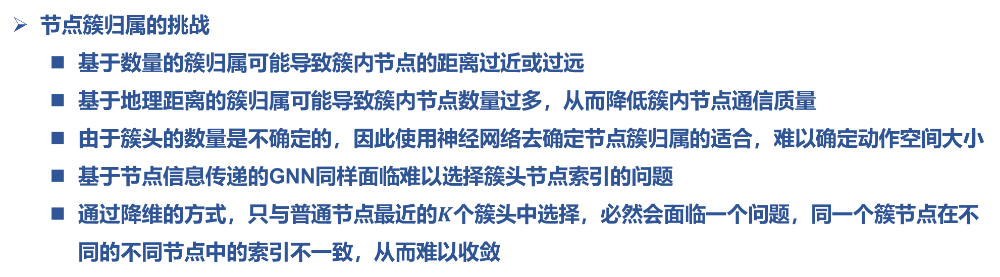 ➢ 节点簇归属的挑战
■ 基于数量的簇归属可能导致簇内节点的距离过近或过远
■ 基于地理距离的簇归属可能导致簇内节点数量过多，从而降低簇内节点通信质量
■ 由于簇头的数量是不确定的，因此使用神经网络去确定节点簇归属的适合，难以确定动作空间大小
■ 基于节点信息传递的GNN同样面临难以选择簇头节点索引的问题
■ 通过降维的方式，只与普通节点最近的K个簇头中选择，必然会面临一个问题，同一个簇节点在不
同的不同节点中的索引不一致，从而难以收敛